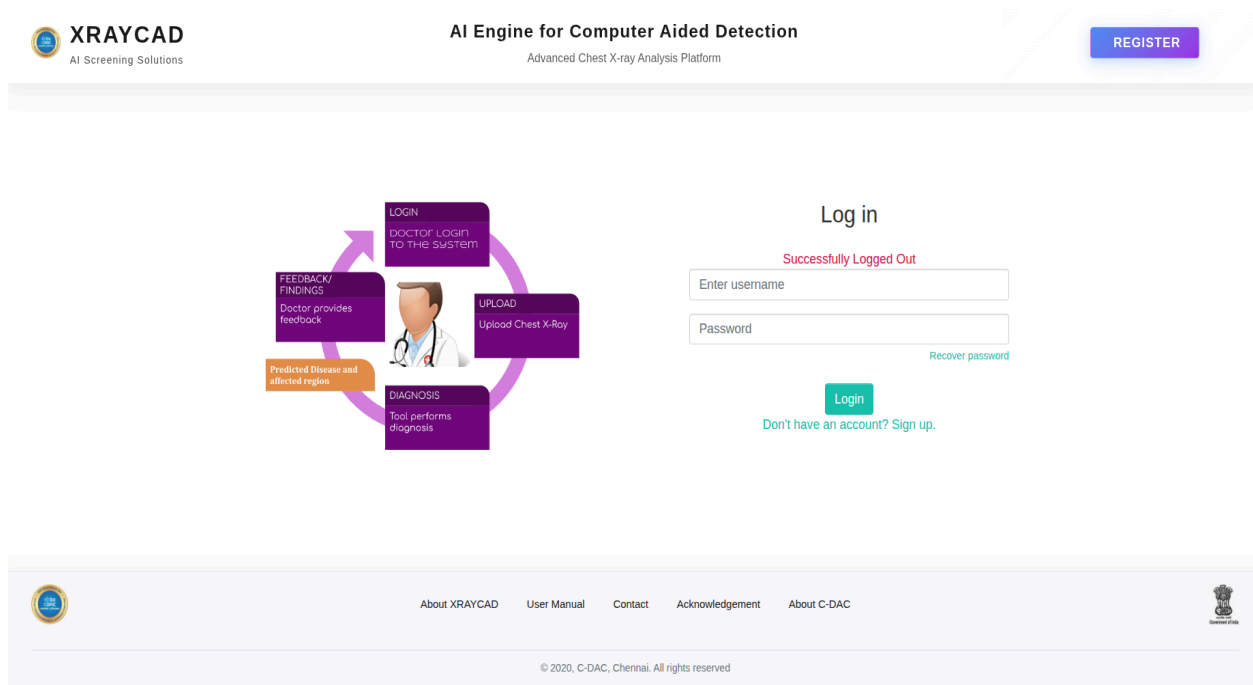 XRAYCAD
AI Screening Solutions
AI Engine for Computer Aided Detection
Advanced Chest X-ray Analysis Platform
REGISTER
LOGIN
DOCTOR LOGIN
TO THE SYSTEM
FEEDBACK/
FINDINGS
Doctor provides
feedback
UPLOAD
Upload Chest X-Ray
Predicted Disease and
affected region
DIAGNOSIS
Tool performs
diagnosis
Log in
Successfully Logged Out
Enter username
Password
Recover password
Login
Don't have an account? Sign up.
About XRAYCAD
User Manual
Contact
Acknowledgement
About C-DAC
Government of India
© 2020, C-DAC, Chennai. All rights reserved